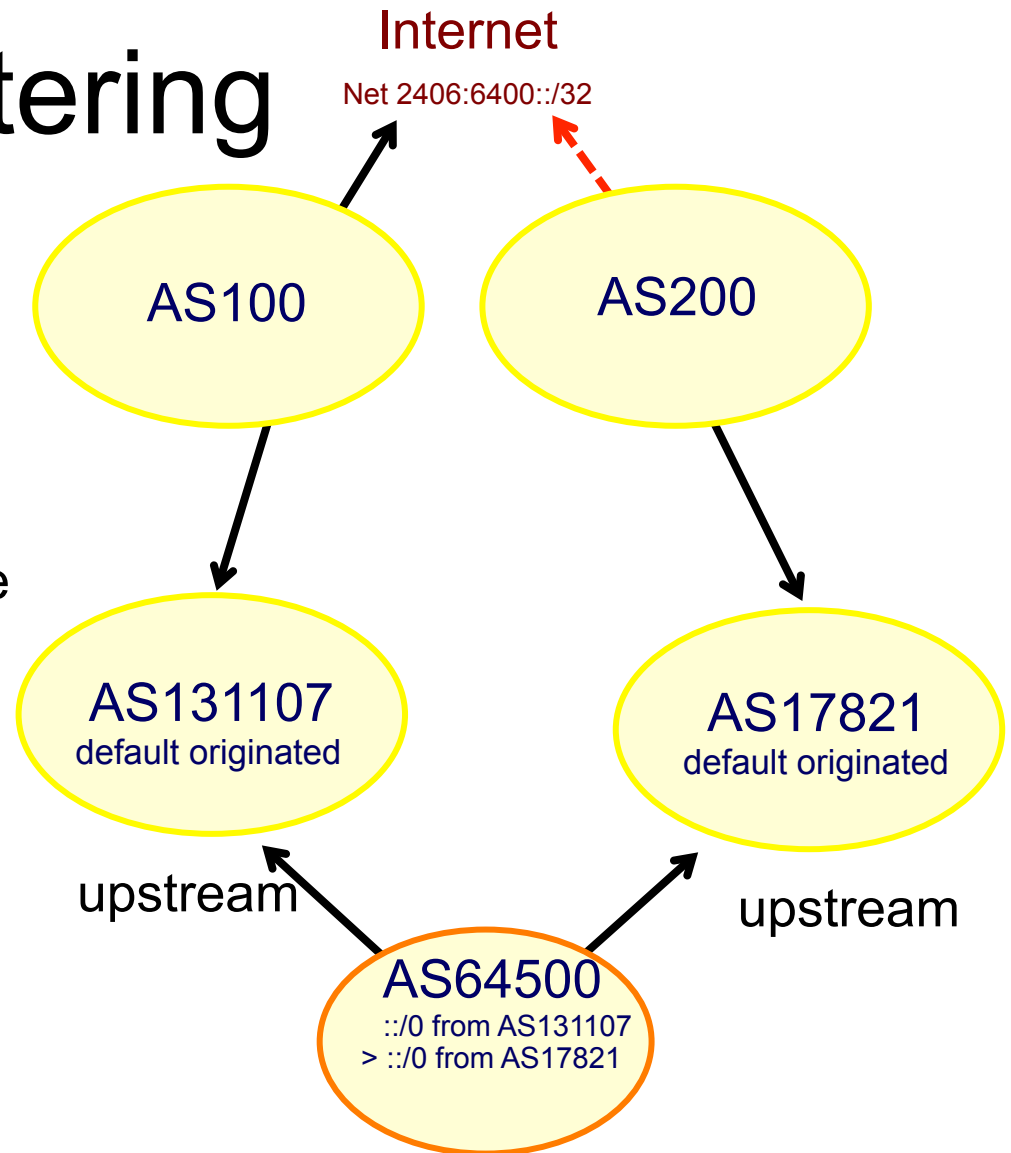 Internet
tering
Net 2406:6400::/32
AS100
AS200
e
AS131107
default originated
AS17821
default originated
upstream
upstream
AS64500
::/0 from AS131107
> ::/0 from AS17821